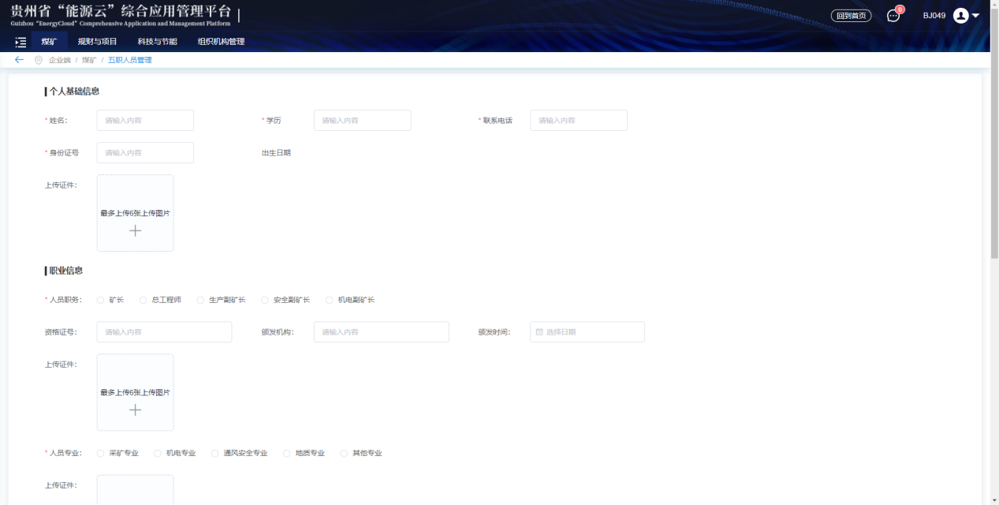 贵州省“能源云”综合应用管理平台
Guizhou "EnergyCloud" Comprehensive Application and Management Platform
回到首页 0 BJ049
煤矿 规财与项目 科技与节能 组织机构管理
企业端 / 煤矿 / 五职人员管理
个人基础信息
* 姓名: 请输入内容 * 学历 请输入内容 * 联系电话 请输入内容
* 身份证号 请输入内容 出生日期
上传证件:
最多上传6张上传图片
职业信息
* 人员职务: 矿长 总工程师 生产副矿长 安全副矿长 机电副矿长
资格证号: 请输入内容 颁发机构: 请输入内容 颁发时间: 选择日期
上传证件:
最多上传6张上传图片
* 人员专业: 采矿专业 机电专业 通风安全专业 地质专业 其他专业
上传证件: